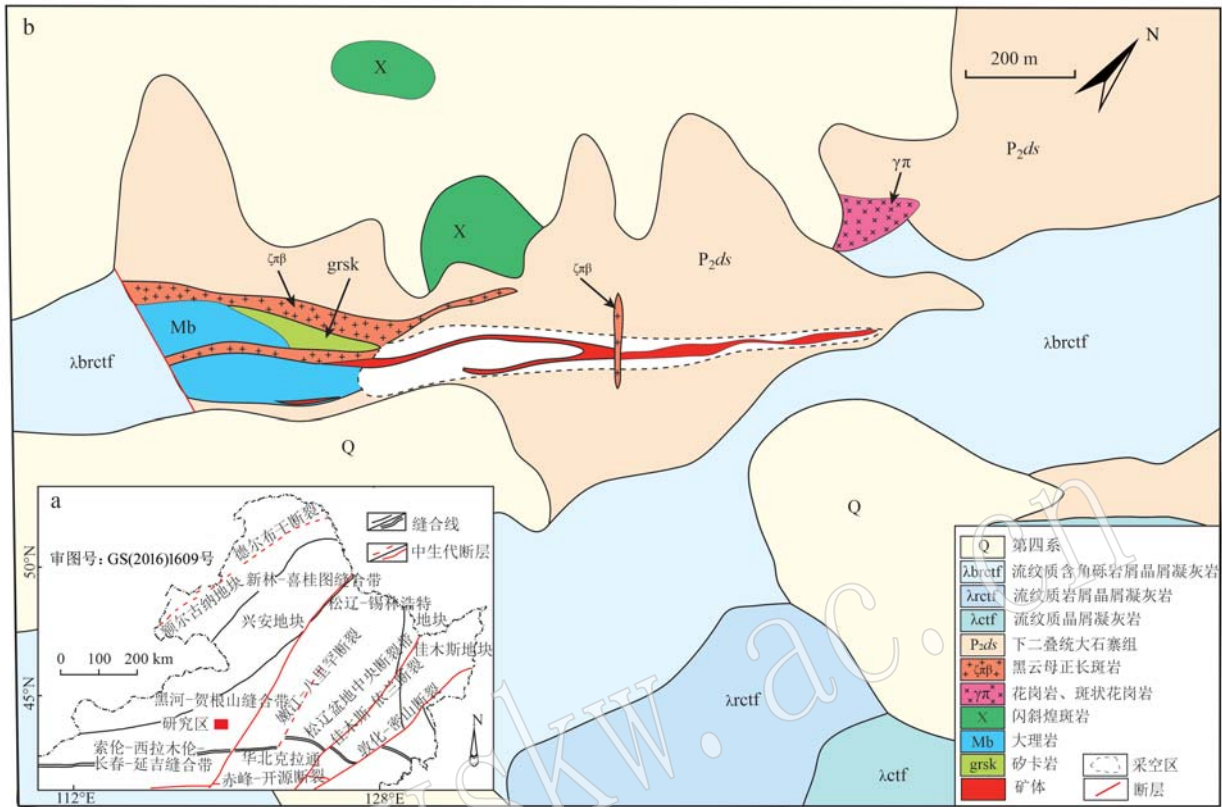 b
X
N
200 m
P₂ds
γπ
X
P₂ds
ζπβ
grsk
ζπβ
Mb
λbrctf
λbrctf
Q
Q
λrctf
λctf
a
审图号: GS(2016)1609号
缝合线
中生代断层
德尔布干断裂
额尔古纳地块
新林-喜桂图缝合带
兴安地块
松辽-锡林浩特
地块
佳木斯地块
嫩江-八里罕断裂
松辽盆地中央断裂带
佳木斯-依兰断裂
敦化-密山断裂
0 100 200 km
黑河-贺根山缝合带
研究区
索伦-西拉木伦-
长春-延吉缝合带
华北克拉通
赤峰-开源断裂
N
50°N
45°N
112°E
128°E
Q 第四系
λbrctf 流纹质含角砾岩屑晶屑凝灰岩
λrctf 流纹质岩屑晶屑凝灰岩
λctf 流纹质晶屑凝灰岩
P₂ds 下二叠统大石寨组
ζπβ 黑云母正长斑岩
γπ 花岗岩、斑状花岗岩
X 闪斜煌斑岩
Mb 大理岩
grsk 矽卡岩
采空区
矿体
断层
skw.ac.cn